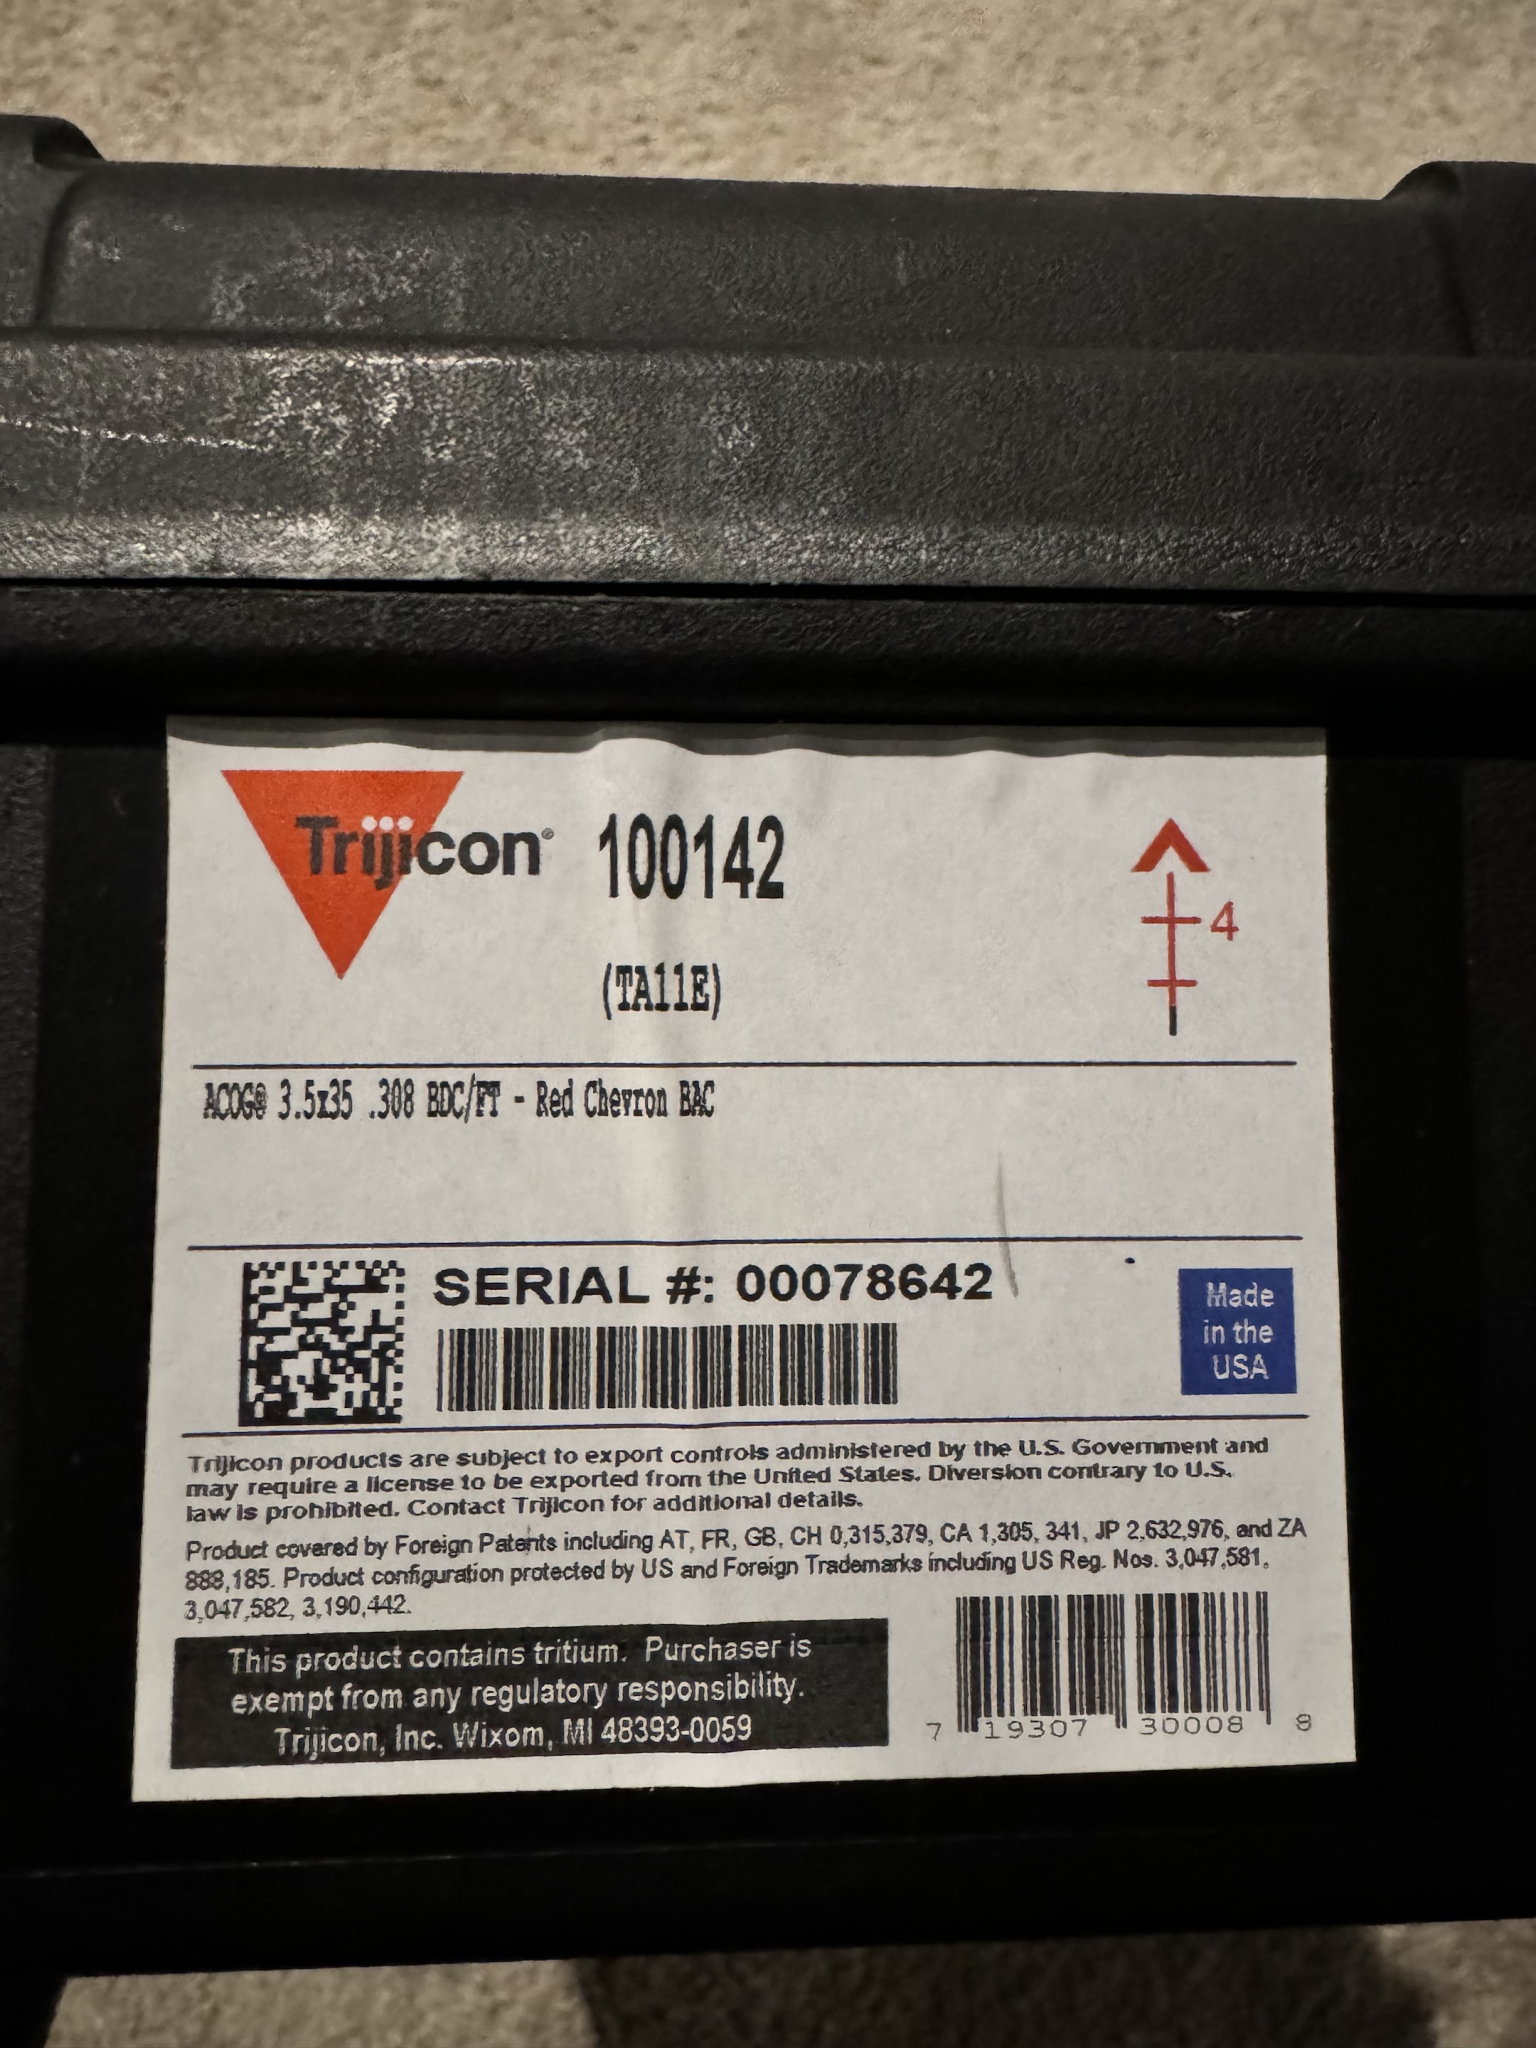 Trijicon® 100142
(TA11E)
4
ACOG® 3.5x35 .308 BDC/FT - Red Chevron BAC
SERIAL #: 00078642
Made
in the
USA
Trijicon products are subject to export controls administered by the U.S. Government and
may require a license to be exported from the United States. Diversion contrary to U.S.
law is prohibited. Contact Trijicon for additional details.
Product covered by Foreign Patents including AT, FR, GB, CH 0,315,379, CA 1,305, 341, JP 2,632,976, and ZA
888,185. Product configuration protected by US and Foreign Trademarks including US Reg. Nos. 3,047,581,
3,047,582, 3,190,442.
This product contains tritium. Purchaser is
exempt from any regulatory responsibility.
Trijicon, Inc. Wixom, MI 48393-0059
7 19307 30008 8